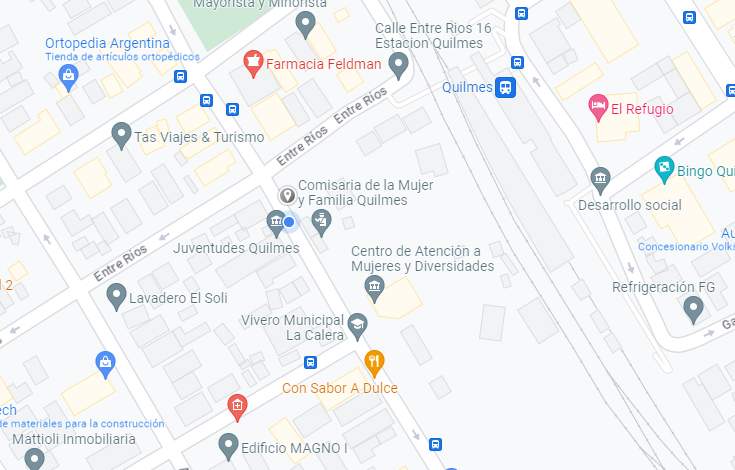 Mayorista y Minorista
Calle Entre Rios 16
Estacion Quilmes
Ortopedia Argentina
Tienda de artículos ortopédicos
Farmacia Feldman
Quilmes
El Refugio
Entre Ríos
Entre Ríos
Tas Viajes & Turismo
Bingo Qui
Comisaria de la Mujer
y Familia Quilmes
Desarrollo social
Juventudes Quilmes
Au
Concesionario Volks
Entre Ríos
Centro de Atención a
Mujeres y Diversidades
l 2
Lavadero El Soli
Refrigeración FG
Vivero Municipal
La Calera
Ga
Con Sabor A Dulce
ech
de materiales para la construcción
Mattioli Inmobiliaria
Edificio MAGNO I